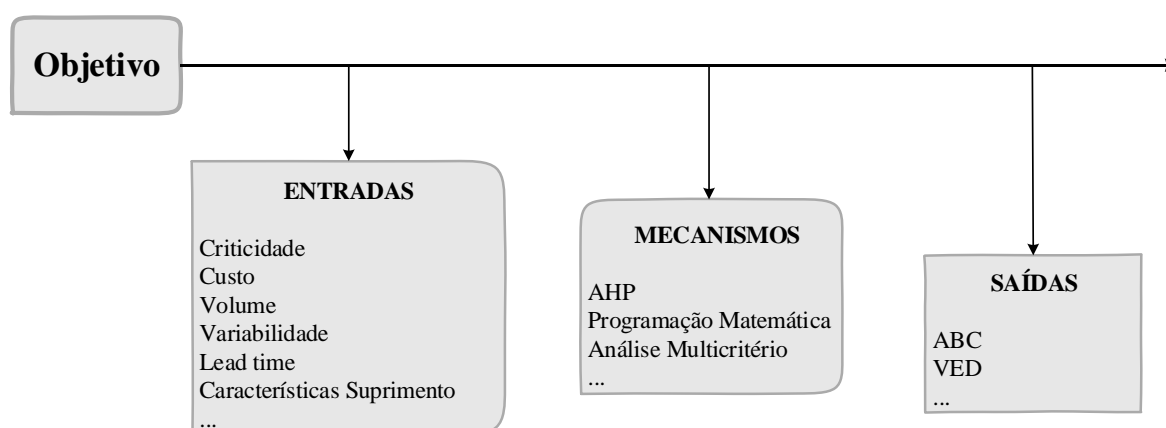 Objetivo
ENTRADAS
Criticidade
Custo
Volume
Variabilidade
Lead time
Características Suprimento
...
MECANISMOS
AHP
Programação Matemática
Análise Multicritério
...
SAÍDAS
ABC
VED
...